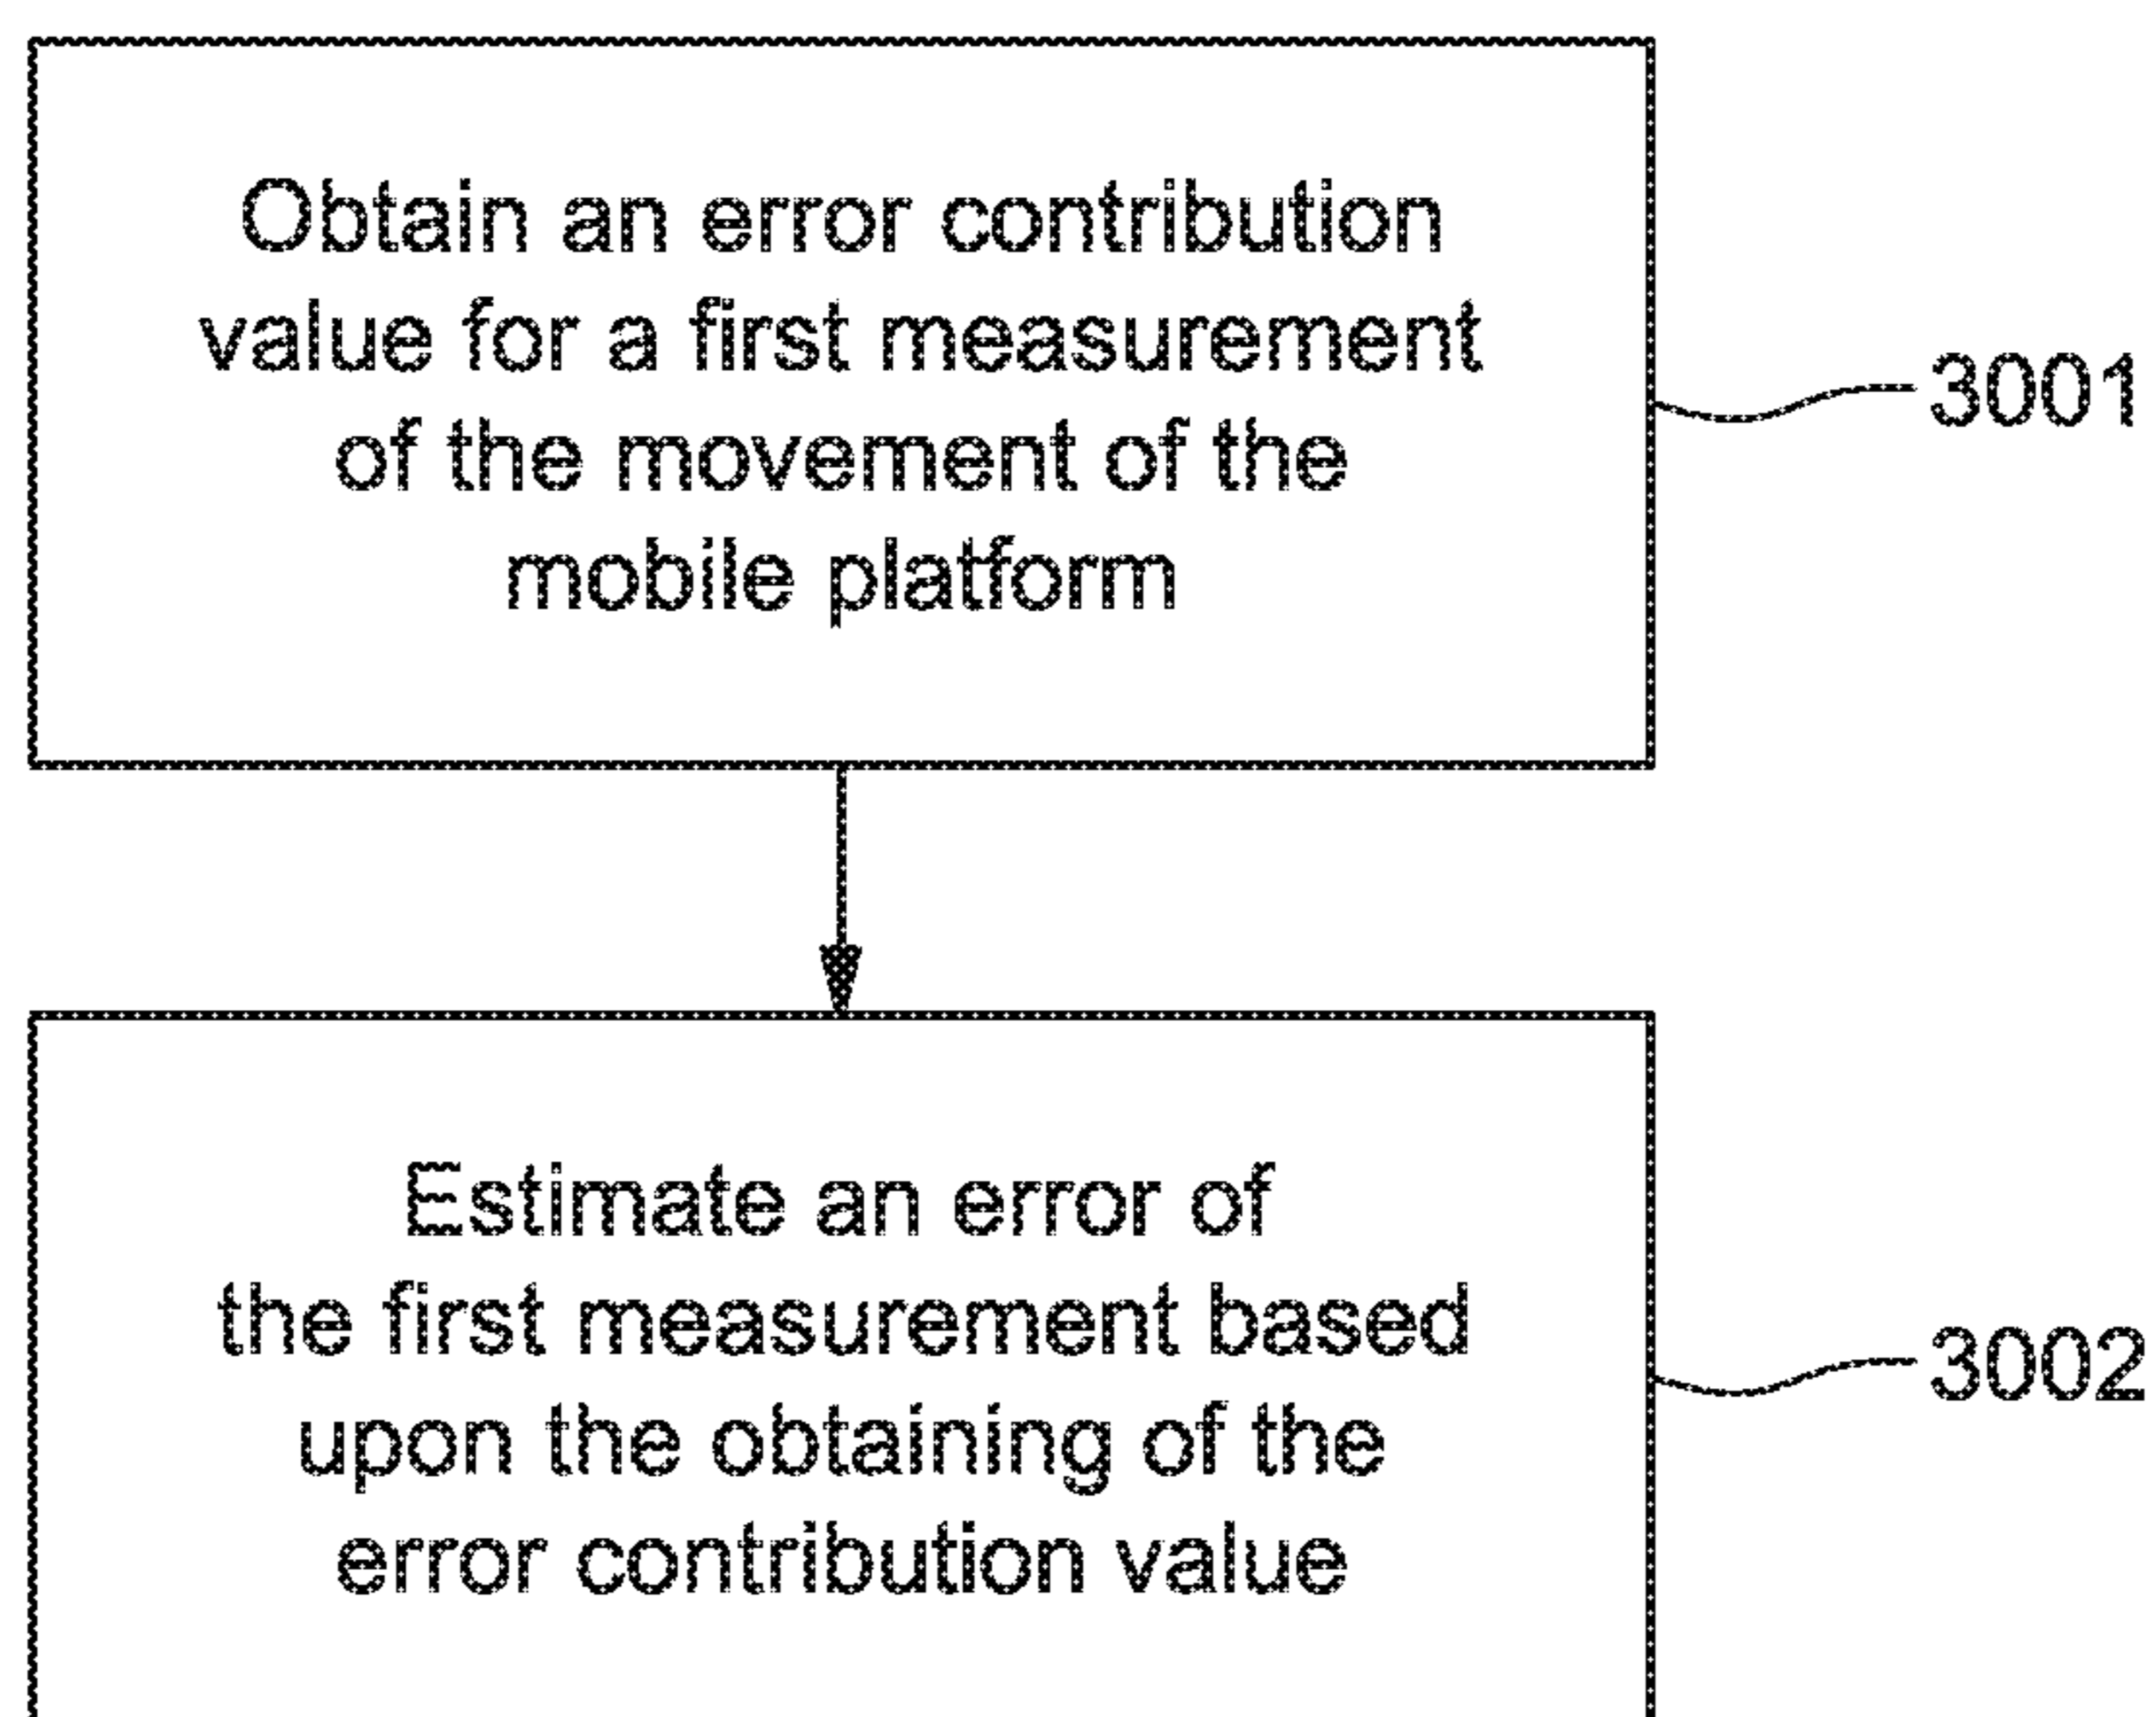 Obtain an error contribution
value for a first measurement
of the movement of the
mobile platform
3001
Estimate an error of
the first measurement based
upon the obtaining of the
error contribution value
3002